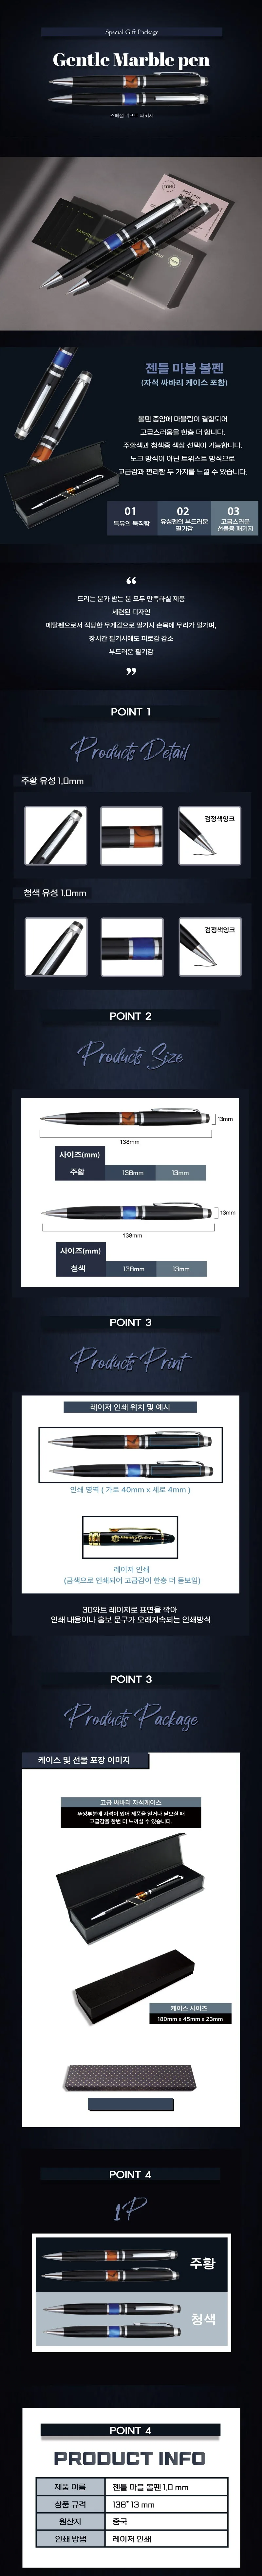 Special Gift Package
Gentle Marble pen
스페셜 기프트 패키지
젠틀 마블 볼펜
(자석 싸바리 케이스 포함)
볼펜 중앙에 마블링이 결합되어
고급스러움을 한층 더 합니다.
주황색과 청색중 색상 선택이 가능합니다.
노크 방식이 아닌 트위스트 방식으로
고급감과 편리함 두 가지를 느낄 수 있습니다.
01
특유의 묵직함
02
유성펜의 부드러운
필기감
03
고급스러운
선물용 패키지
“
드리는 분과 받는 분 모두 만족하실 제품
세련된 디자인
메탈펜으로서 적당한 무게감으로 필기시 손목에 무리가 덜가며,
장시간 필기시에도 피로감 감소
부드러운 필기감
”
POINT 1
Products Detail
주황 유성 1.0mm
검정색잉크
청색 유성 1.0mm
검정색잉크
POINT 2
Products Size
13mm
138mm
사이즈(mm)
주황 138mm 13mm
13mm
138mm
사이즈(mm)
청색 138mm 13mm
POINT 3
Products Print
레이저 인쇄 위치 및 예시
인쇄 영역 ( 가로 40mm x 세로 4mm )
레이저 인쇄
(금색으로 인쇄되어 고급감이 한층 더 돋보임)
30와트 레이저로 표면을 깎아
인쇄 내용이나 홍보 문구가 오래지속되는 인쇄방식
POINT 3
Products Package
케이스 및 선물 포장 이미지
고급 싸바리 자석케이스
뚜껑부분에 자석이 있어 제품을 열거나 닫으실 때
고급감을 한번 더 느끼실 수 있습니다.
케이스 사이즈
180mm x 45mm x 23mm
POINT 4
1P
주황
청색
POINT 4
PRODUCT INFO
제품 이름 젠틀 마블 볼펜 1.0 mm
상품 규격 138* 13 mm
원산지 중국
인쇄 방법 레이저 인쇄